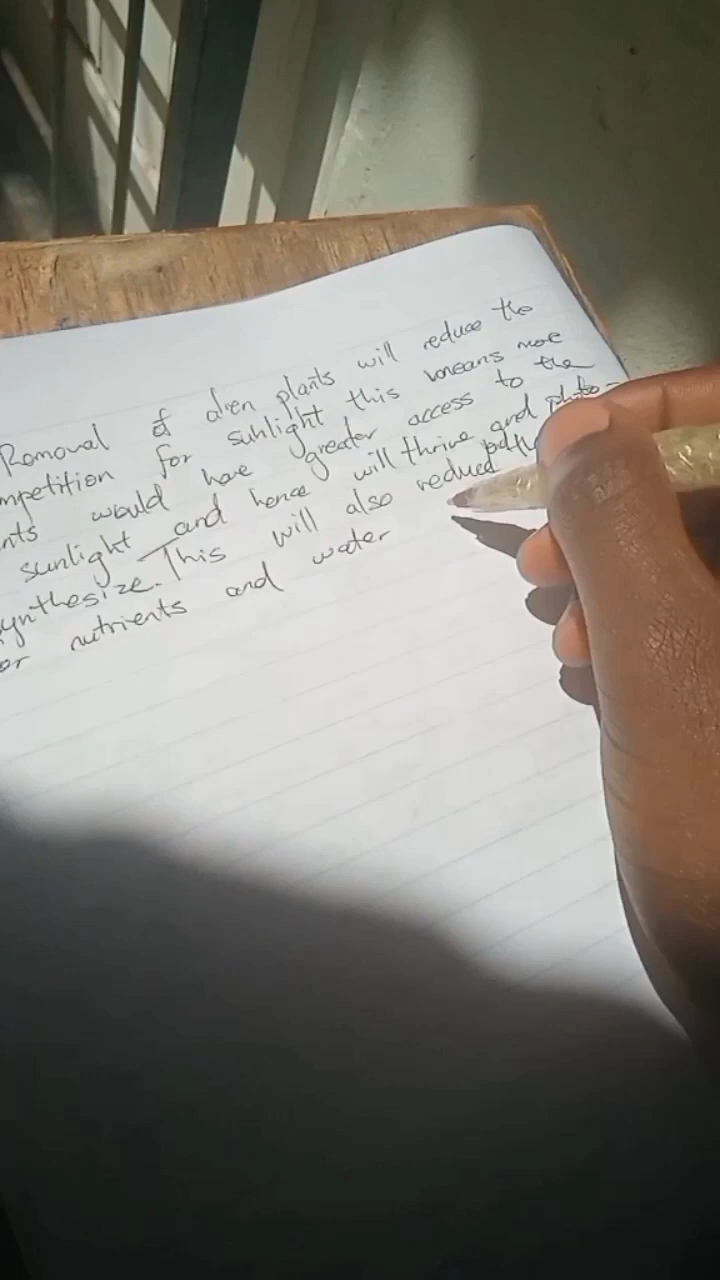 Removal of alien plants will reduce the
mpetition for sunlight this means more
nts would have greater access to the
sunlight and hence will thrive and photo-
ynthesize. This will also reduced
or nutrients and water